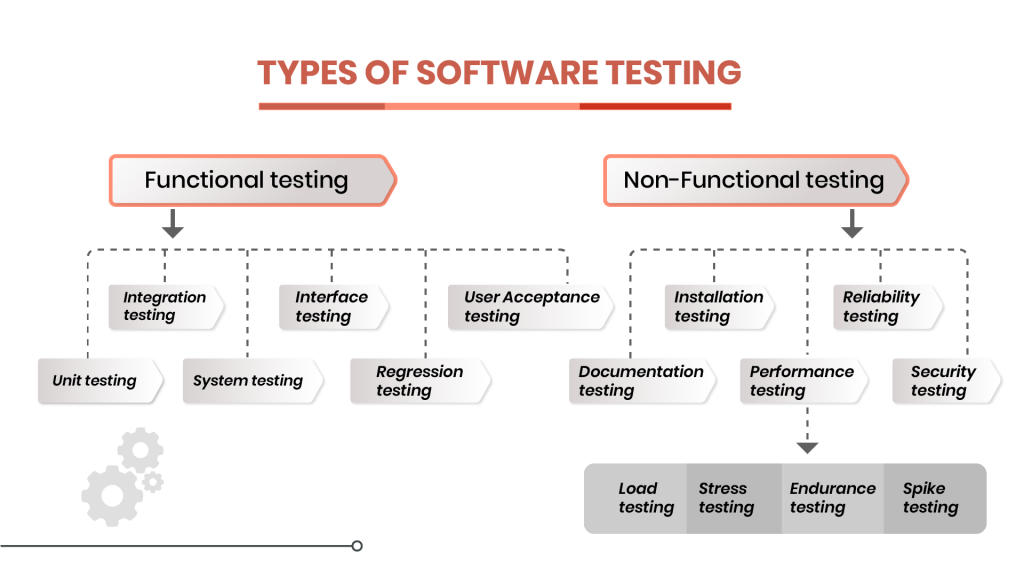 TYPES OF SOFTWARE TESTING
Functional testing
Integration
testing
Interface
testing
User Acceptance
testing
Unit testing
System testing
Regression
testing
Non-Functional testing
Installation
testing
Reliability
testing
Documentation
testing
Performance
testing
Security
testing
Load
testing
Stress
testing
Endurance
testing
Spike
testing